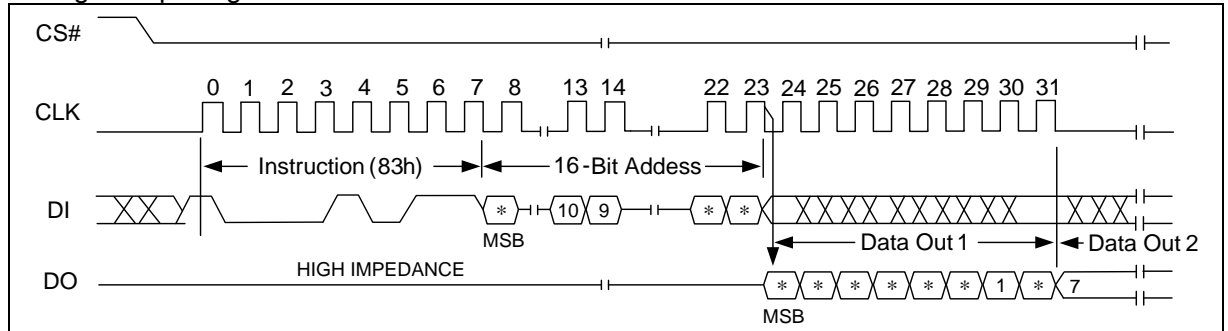 CS#
0 1 2 3 4 5 6 7 8 13 14 22 23 24 25 26 27 28 29 30 31
CLK
Instruction (83h) 16-Bit Addess
DI * 10 9 * *
MSB Data Out 1 Data Out 2
HIGH IMPEDANCE
DO * * * * * * 1 * 7
MSB